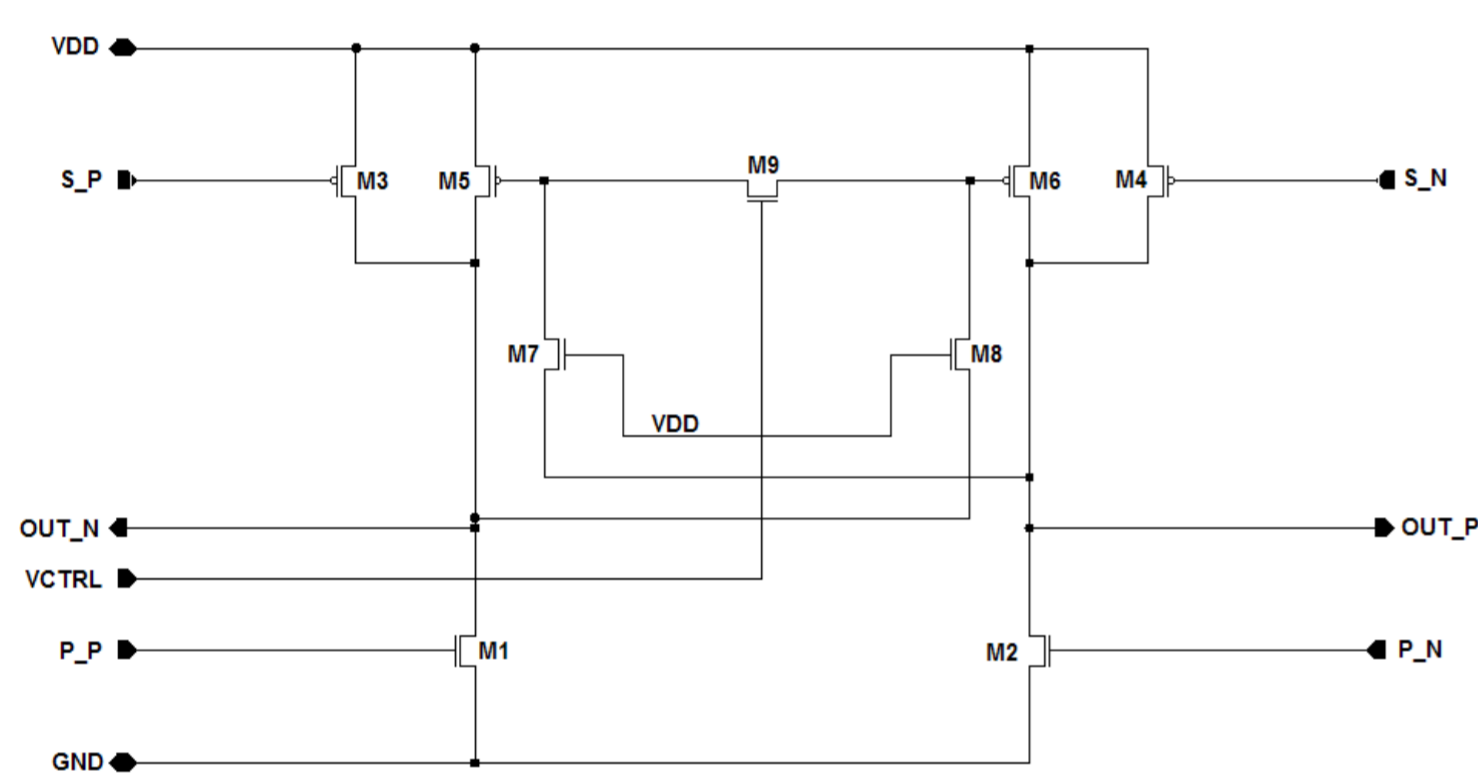 VDD
M9
S_P
M3
M5
M6
M4
S_N
M7
M8
VDD
OUT_N
OUT_P
VCTRL
P_P
M1
M2
P_N
GND